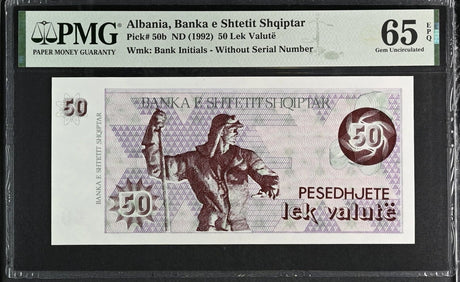 PMG
PAPER MONEY GUARANTY
Albania, Banka e Shtetit Shqiptar
Pick# 50b ND (1992) 50 Lek Valutë
Wmk: Bank Initials - Without Serial Number
65 EPQ
Gem Uncirculated
50
BANKA E SHTETIT SHQIPTAR
50
BANKA E SHTETIT SHQIPTAR
50
PESEDHJETE
lek valutë